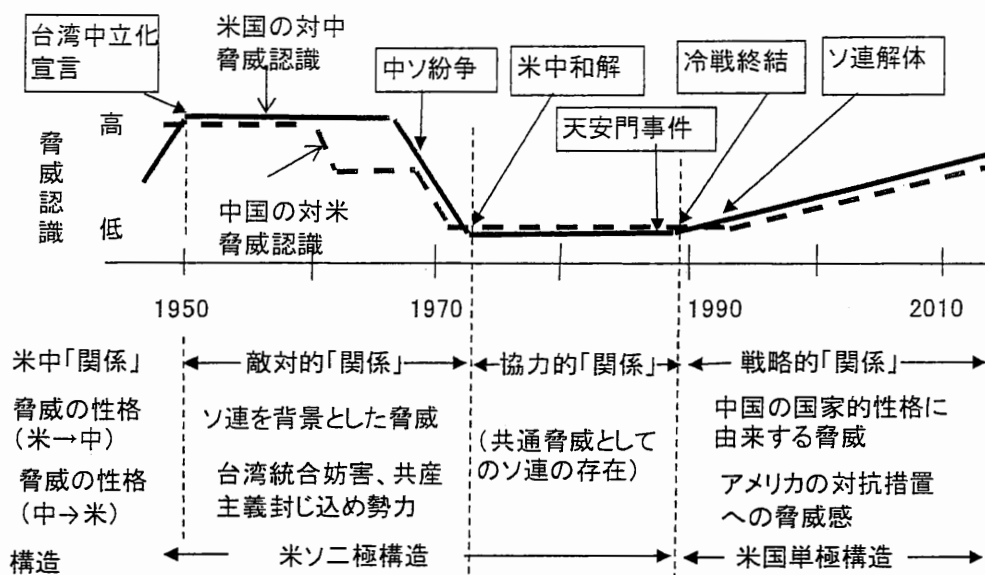 台湾中立化
宣言
米国の対中
脅威認識
中ソ紛争
米中和解
冷戦終結
ソ連解体
天安門事件
脅威認識
高
低
中国の対米
脅威認識
1950
1970
1990
2010
米中「関係」
敵対的「関係」
協力的「関係」
戦略的「関係」
脅威の性格
(米→中)
ソ連を背景とした脅威
(共通脅威として
のソ連の存在)
中国の国家的性格に
由来する脅威
脅威の性格
(中→米)
台湾統合妨害、共産
主義封じ込め勢力
アメリカの対抗措置
への脅威感
構造
米ソ二極構造
米国単極構造